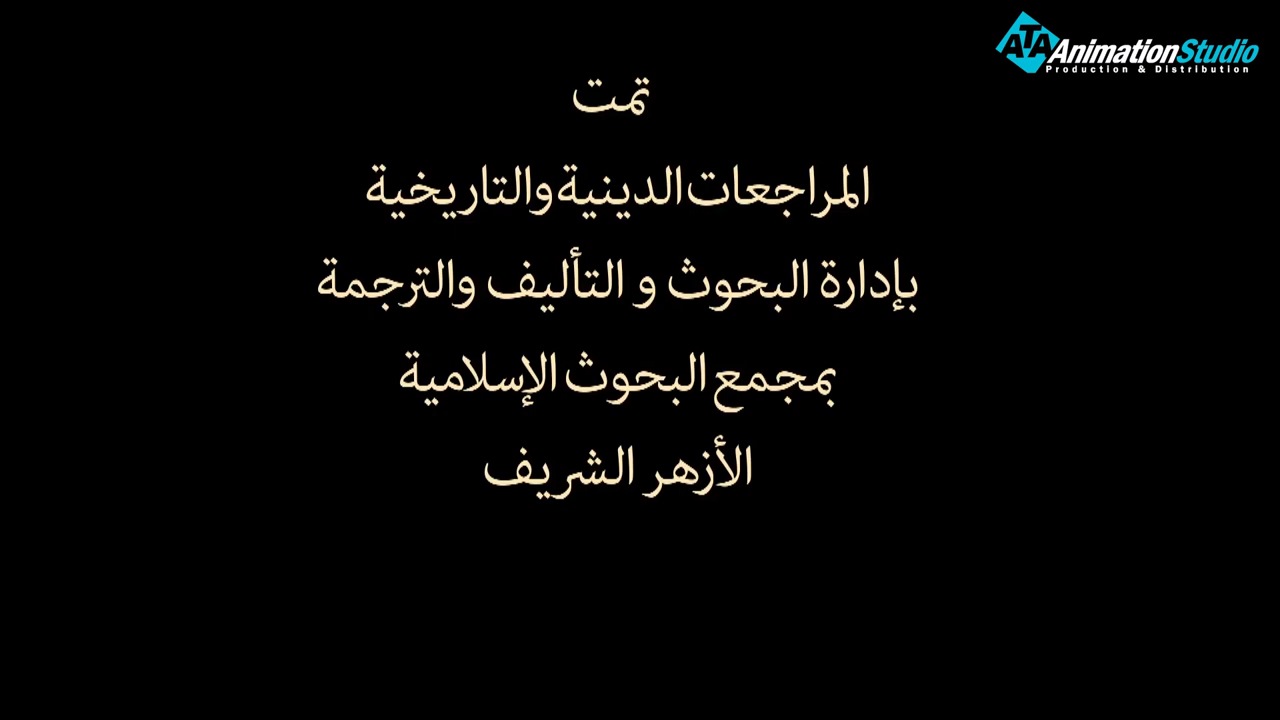 ATA AnimationStudio
Production & Distribution
تمت
المراجعات الدينية والتاريخية
بإدارة البحوث و التأليف والترجمة
بمجمع البحوث الإسلامية
الأزهر الشريف